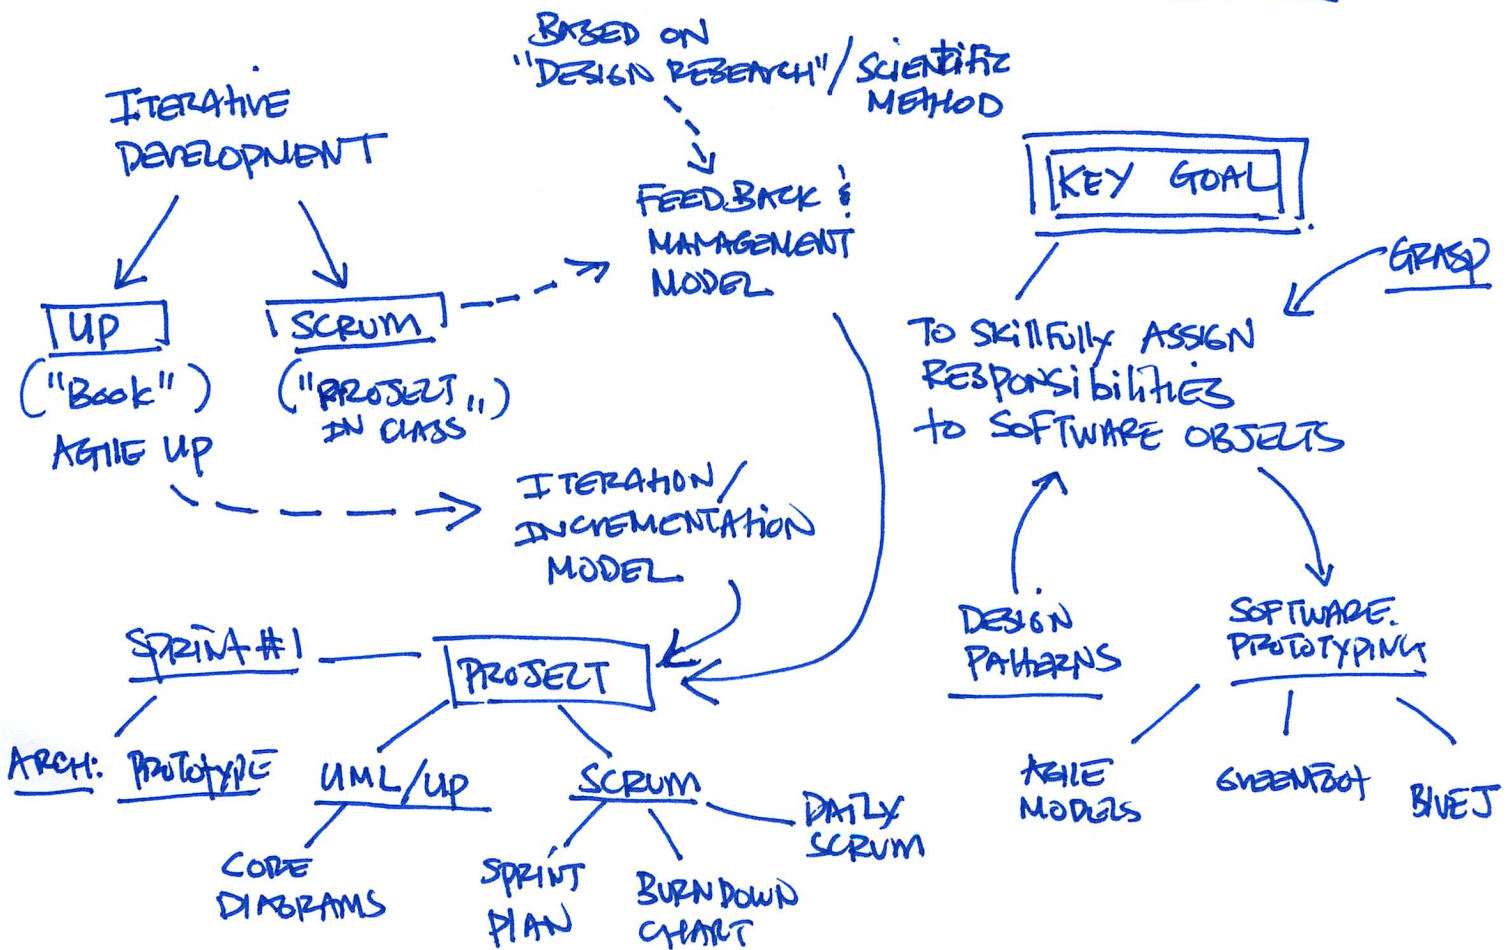 BASED ON
"DESIGN RESEARCH" / SCIENTIFIC
METHOD
ITERATIVE
DEVELOPMENT
UP
("Book")
AGILE UP
SCRUM
("PROJECT
IN CLASS")
FEEDBACK &
MANAGEMENT
MODEL
KEY GOAL
GRASP
To Skillfully ASSIGN
RESPONSibilitiES
to SOFTWARE OBJECTS
ITERATION/
INCREMENTATION
MODEL
DESIGN
PATTERNS
SOFTWARE
PROTOTYPING
AGILE
MODELS
GREENFOOT
BlueJ
SPRINT #1
ARCH: PROTOTYPE
PROJECT
UML/UP
CODE
DIAGRAMS
SCRUM
SPRINT
PLAN
BURNDOWN
CHART
DAILY
SCRUM